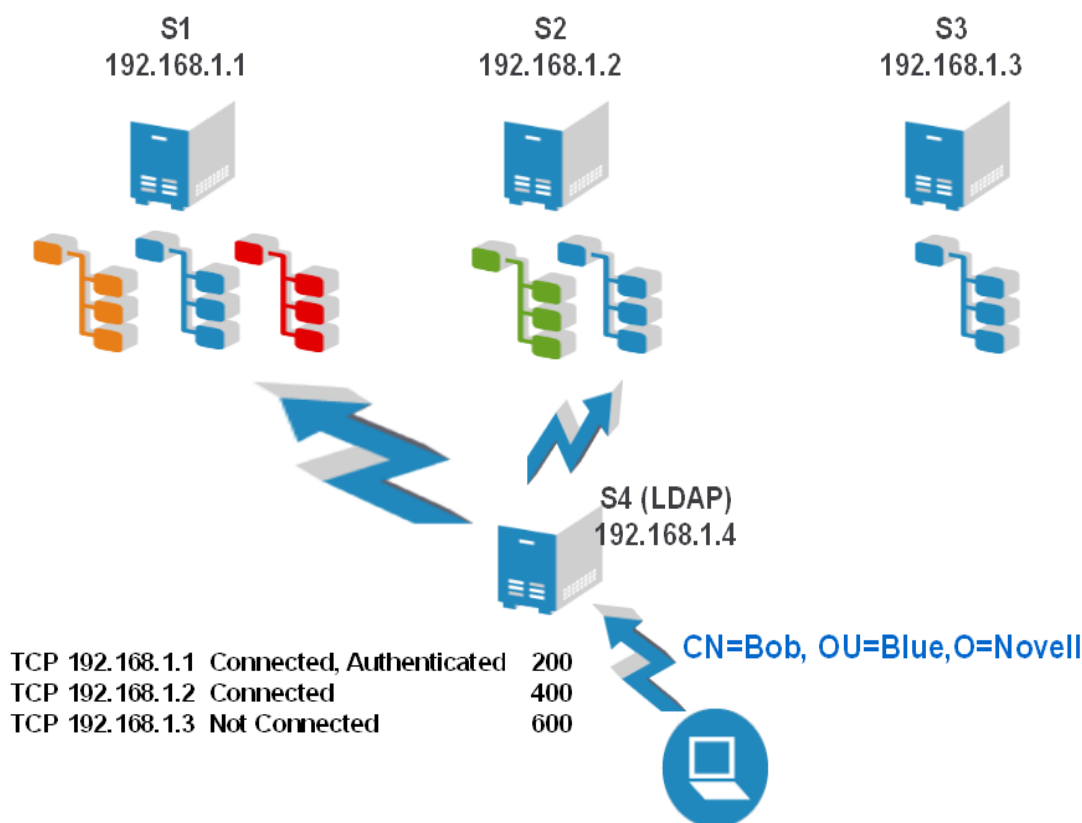 S1
192.168.1.1
S2
192.168.1.2
S3
192.168.1.3
S4 (LDAP)
192.168.1.4
TCP 192.168.1.1 Connected, Authenticated 200
TCP 192.168.1.2 Connected 400
TCP 192.168.1.3 Not Connected 600
CN=Bob, OU=Blue,O=Novell